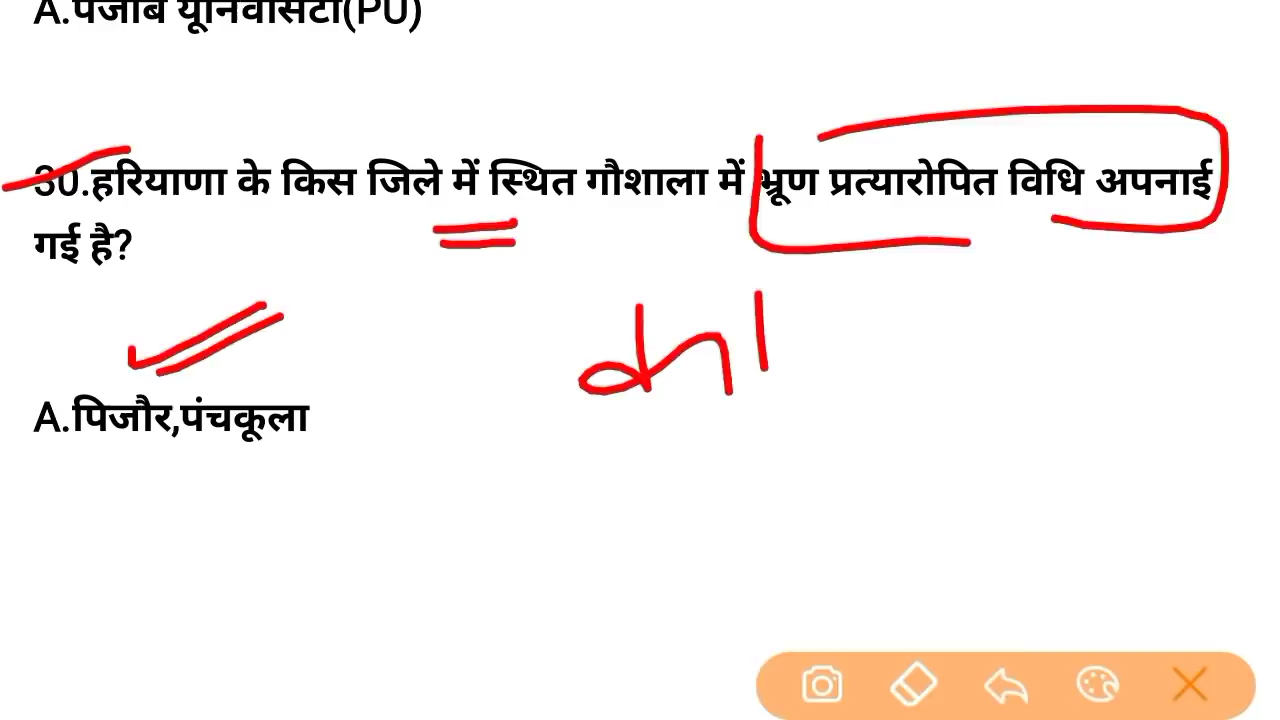 A.पंजाब यूनिवर्सिटी(PU)
30.हरियाणा के किस जिले में स्थित गौशाला में भ्रूण प्रत्यारोपित विधि अपनाई
गई है?
A.पिजौर,पंचकूला